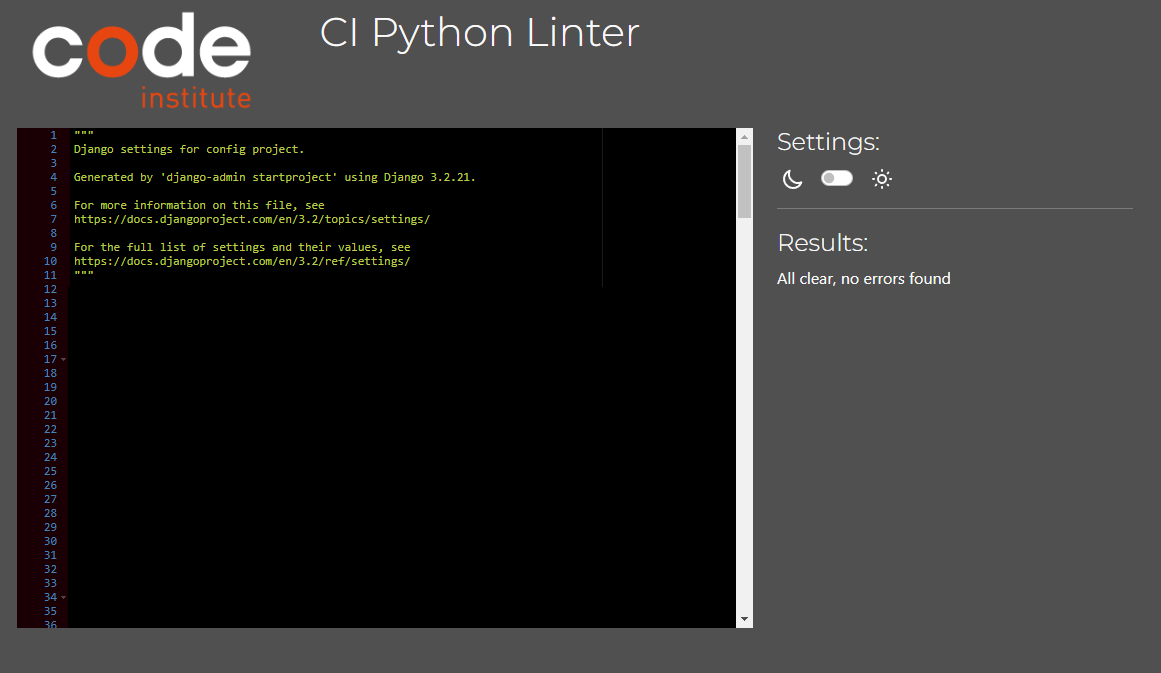 code
institute
CI Python Linter
1 """
2 Django settings for config project.
3
4 Generated by 'django-admin startproject' using Django 3.2.21.
5
6 For more information on this file, see
7 https://docs.djangoproject.com/en/3.2/topics/settings/
8
9 For the full list of settings and their values, see
10 https://docs.djangoproject.com/en/3.2/ref/settings/
11 """
12
13
14
15
16
17
18
19
20
21
22
23
24
25
26
27
28
29
30
31
32
33
34
35
36
Settings:
Results:
All clear, no errors found